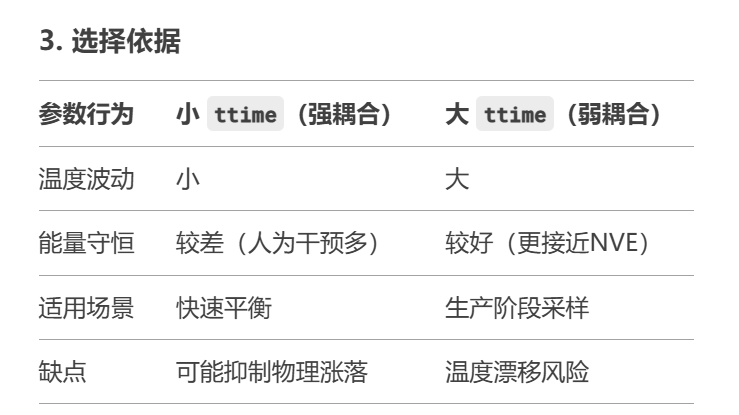 3. 选择依据
参数行为 小 ttime（强耦合） 大 ttime（弱耦合）
温度波动 小 大
能量守恒 较差（人为干预多） 较好（更接近NVE）
适用场景 快速平衡 生产阶段采样
缺点 可能抑制物理涨落 温度漂移风险